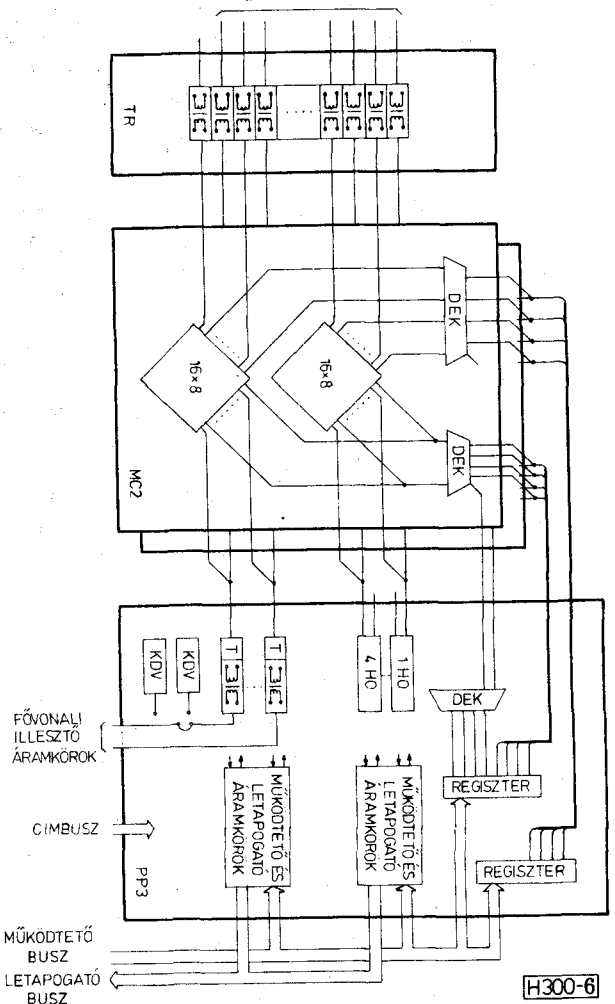 TR
16×8
16×8
DEK
DEK
MC2
KDV
KDV
T
T
4 HO
1 HO
DEK
REGISZTER
REGISZTER
FŐVONALI
ILLESZTŐ
ÁRAMKÖRÖK
MŰKÖDTETŐ ÉS
LETAPOGATÓ
ÁRAMKÖRÖK
MŰKÖDTETŐ ÉS
LETAPOGATÓ
ÁRAMKÖRÖK
CÍMBUSZ
PP3
MŰKÖDTETŐ
BUSZ
LETAPOGATÓ
BUSZ
H300-6